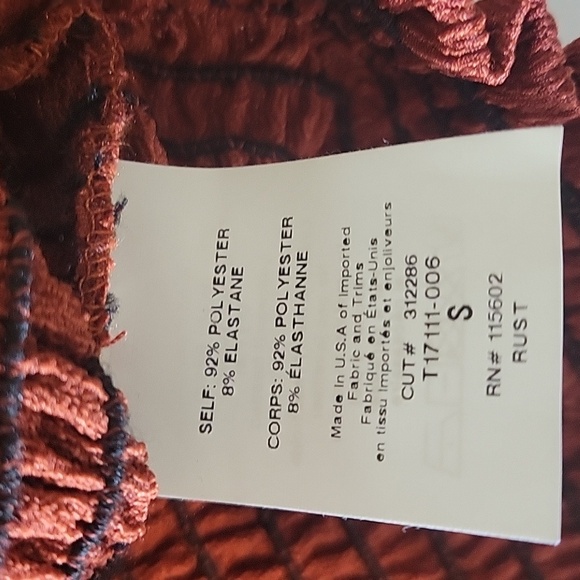 SELF: 92% POLYESTER
8% ELASTANE
CORPS: 92% POLYESTER
8% ÉLASTHANNE
Made in U.S.A of Imported
Fabric and Trims
Fabriqué en États-Unis
en tissu importés et enjoliveurs
CUT# 312286
T17111-006
S
RN# 115602
RUST